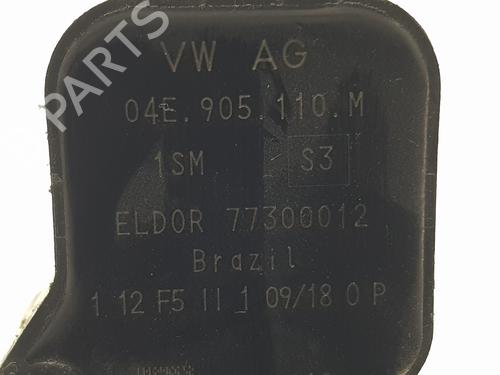 VW AG
04E.905.110.M
1SM S3
ELDOR 77300012
Brazil
1 12 F5 II 1 09/18 0 P
PARTS